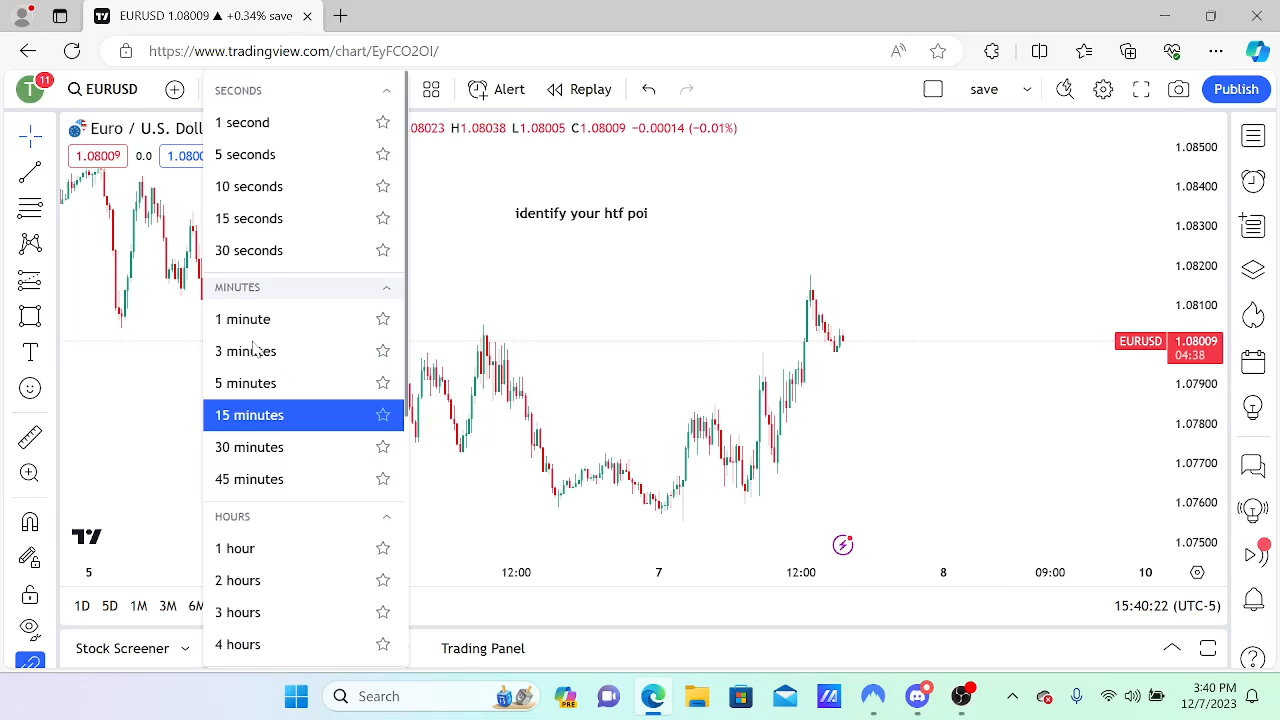 EURUSD 1.08009 ▲ +0.34% save
https://www.tradingview.com/chart/EyFCO2OI/
T
11
EURUSD
Alert
Replay
save
Publish
Euro / U.S. Doll
08023 H1.08038 L1.08005 C1.08009 −0.00014 (−0.01%)
1.08009
0.0
1.0800
SECONDS
1 second
5 seconds
10 seconds
15 seconds
30 seconds
MINUTES
1 minute
3 minutes
5 minutes
15 minutes
30 minutes
45 minutes
HOURS
1 hour
2 hours
3 hours
4 hours
identify your htf poi
1.08500
1.08400
1.08300
1.08200
1.08100
EURUSD 1.08009
04:38
1.07900
1.07800
1.07700
1.07600
1.07500
5
12:00
7
12:00
8
09:00
10
1D 5D 1M 3M 6M
15:40:22 (UTC-5)
Stock Screener
Trading Panel
Search
PRE
3:40 PM
12/7/2023